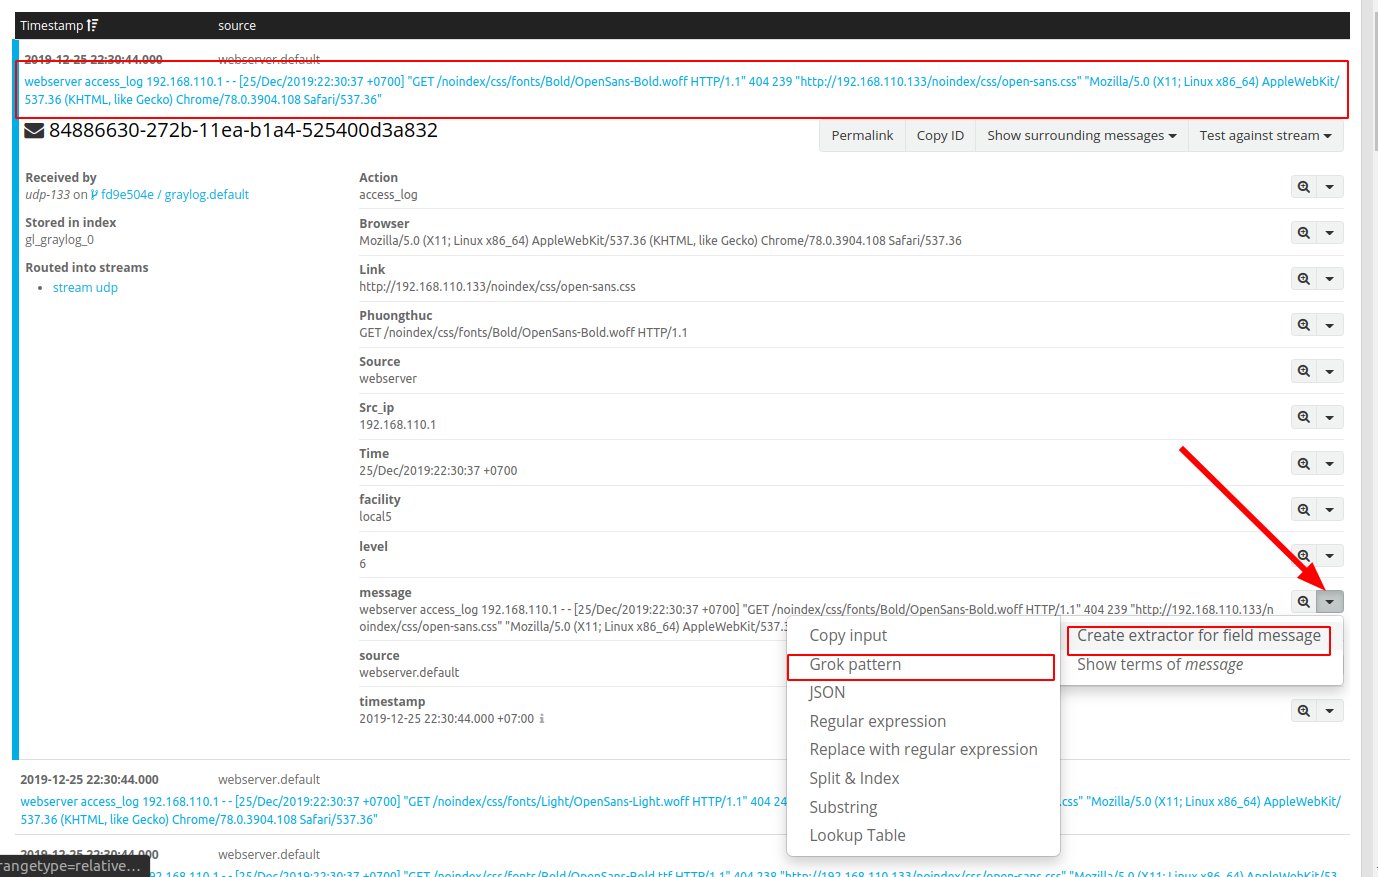 Timestamp source
2019-12-25 22:30:44.000 webserver.default
webserver access_log 192.168.110.1 - - [25/Dec/2019:22:30:37 +0700] "GET /noindex/css/fonts/Bold/OpenSans-Bold.woff HTTP/1.1" 404 239 "http://192.168.110.133/noindex/css/open-sans.css" "Mozilla/5.0 (X11; Linux x86_64) AppleWebKit/
537.36 (KHTML, like Gecko) Chrome/78.0.3904.108 Safari/537.36"
84886630-272b-11ea-b1a4-525400d3a832
Permalink Copy ID Show surrounding messages Test against stream
Received by
udp-133 on fd9e504e / graylog.default
Stored in index
gl_graylog_0
Routed into streams
• stream udp
Action
access_log
Browser
Mozilla/5.0 (X11; Linux x86_64) AppleWebKit/537.36 (KHTML, like Gecko) Chrome/78.0.3904.108 Safari/537.36
Link
http://192.168.110.133/noindex/css/open-sans.css
Phuongthuc
GET /noindex/css/fonts/Bold/OpenSans-Bold.woff HTTP/1.1
Source
webserver
Src_ip
192.168.110.1
Time
25/Dec/2019:22:30:37 +0700
facility
local5
level
6
message
webserver access_log 192.168.110.1 - - [25/Dec/2019:22:30:37 +0700] "GET /noindex/css/fonts/Bold/OpenSans-Bold.woff HTTP/1.1" 404 239 "http://192.168.110.133/n
oindex/css/open-sans.css" "Mozilla/5.0 (X11; Linux x86_64) AppleWebKit/537.3
source
webserver.default
timestamp
2019-12-25 22:30:44.000 +07:00
Create extractor for field message
Show terms of message
Copy input
Grok pattern
JSON
Regular expression
Replace with regular expression
Split & Index
Substring
Lookup Table
2019-12-25 22:30:44.000 webserver.default
webserver access_log 192.168.110.1 - - [25/Dec/2019:22:30:37 +0700] "GET /noindex/css/fonts/Light/OpenSans-Light.woff HTTP/1.1" 404 24 .css" "Mozilla/5.0 (X11; Linux x86_64) AppleWebKit/
537.36 (KHTML, like Gecko) Chrome/78.0.3904.108 Safari/537.36"
2019-12-25 22:30:44.000 webserver.default
92.168.110.1 - - [25/Dec/2019:22:30:37 +0700] "GET /noindex/css/fonts/Bold/OpenSans-Bold.ttf HTTP/1.1" 404 238 "http://192.168.110.133/noindex/css/open-sans.css" "Mozilla/5.0 (X11; Linux x86_64) AppleWebKit/53
rangetype=relative...